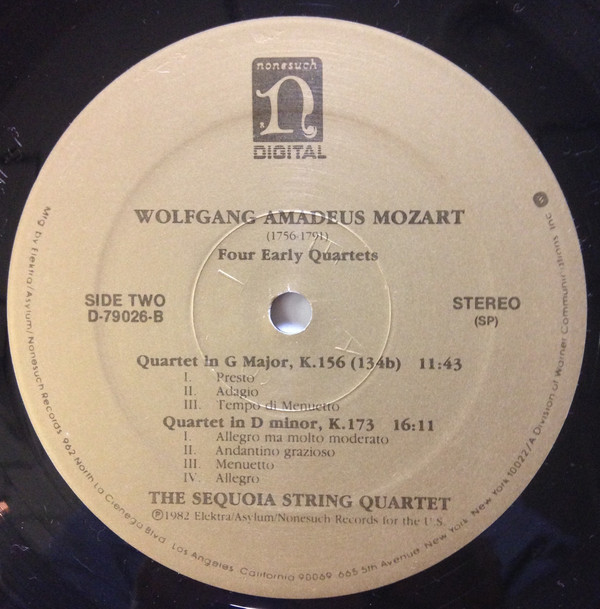 nonesuch
n
DIGITAL
WOLFGANG AMADEUS MOZART
(1756-1791)
Four Early Quartets
SIDE TWO
D-79026-B
STEREO
(SP)
Quartet in G Major, K.156 (134b) 11:43
I. Presto
II. Adagio
III. Tempo di Menuetto
Quartet in D minor, K.173 16:11
I. Allegro ma molto moderato
II. Andantino grazioso
III. Menuetto
IV. Allegro
THE SEQUOIA STRING QUARTET
Ⓟ1982 Elektra/Asylum/Nonesuch Records for the U.S.
Mfg by Elektra/Asylum/Nonesuch Records 962 North La Cienega Blvd. Los Angeles California 90069 665 5th Avenue New York New York 10022/A Division of Warner Communications Inc